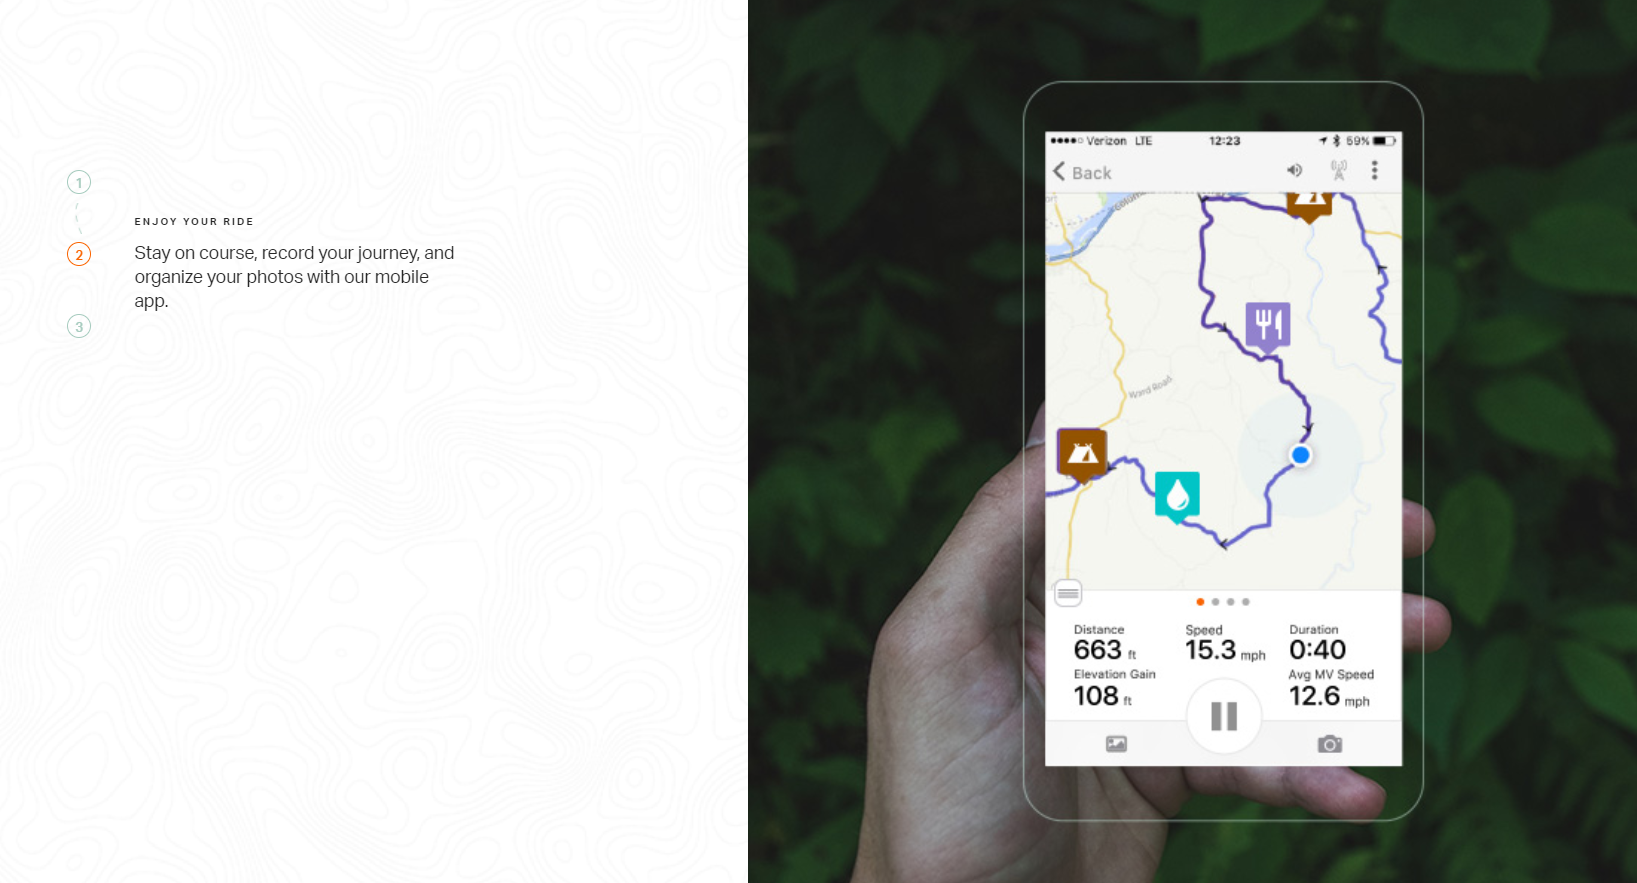 1
ENJOY YOUR RIDE
2
Stay on course, record your journey, and
organize your photos with our mobile
app.
3
Verizon LTE 12:23 59%
Back
Ward Road
Distance
663 ft
Speed
15.3 mph
Duration
0:40
Elevation Gain
108 ft
Avg MV Speed
12.6 mph